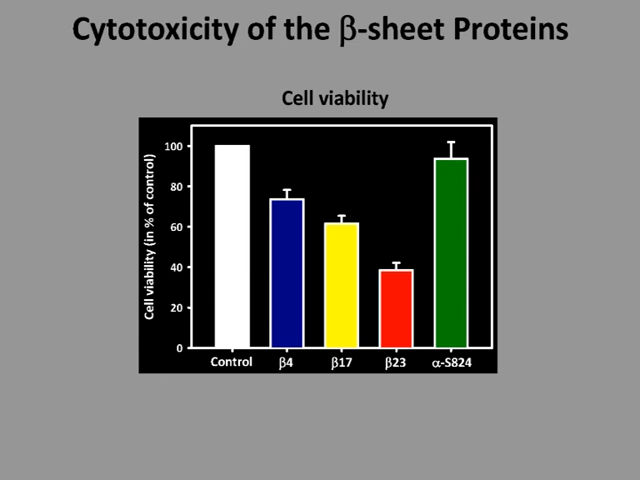 Cytotoxicity of the β-sheet Proteins
Cell viability
Cell viability (in % of control)
100
80
60
40
20
0
Control β4 β17 β23 α-S824